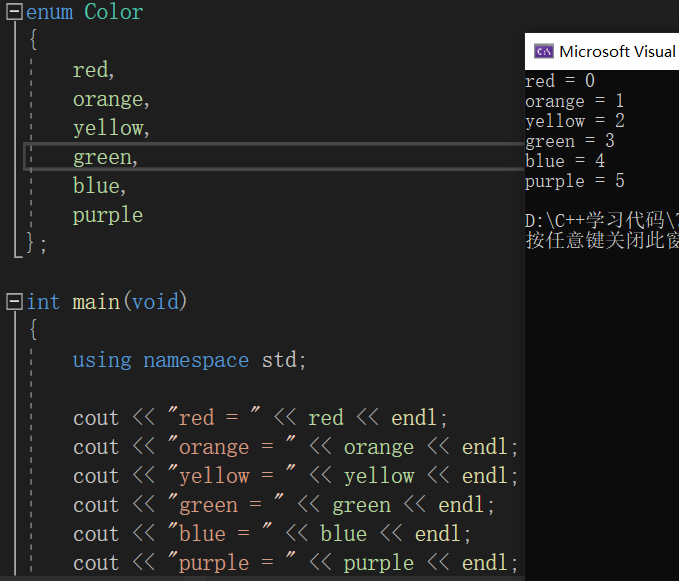 enum Color
{
red,
orange,
yellow,
green,
blue,
purple
};
int main(void)
{
using namespace std;
cout << "red = " << red << endl;
cout << "orange = " << orange << endl;
cout << "yellow = " << yellow << endl;
cout << "green = " << green << endl;
cout << "blue = " << blue << endl;
cout << "purple = " << purple << endl;
Microsoft Visual
red = 0
orange = 1
yellow = 2
green = 3
blue = 4
purple = 5
D:\C++学习代码\
按任意键关闭此窗